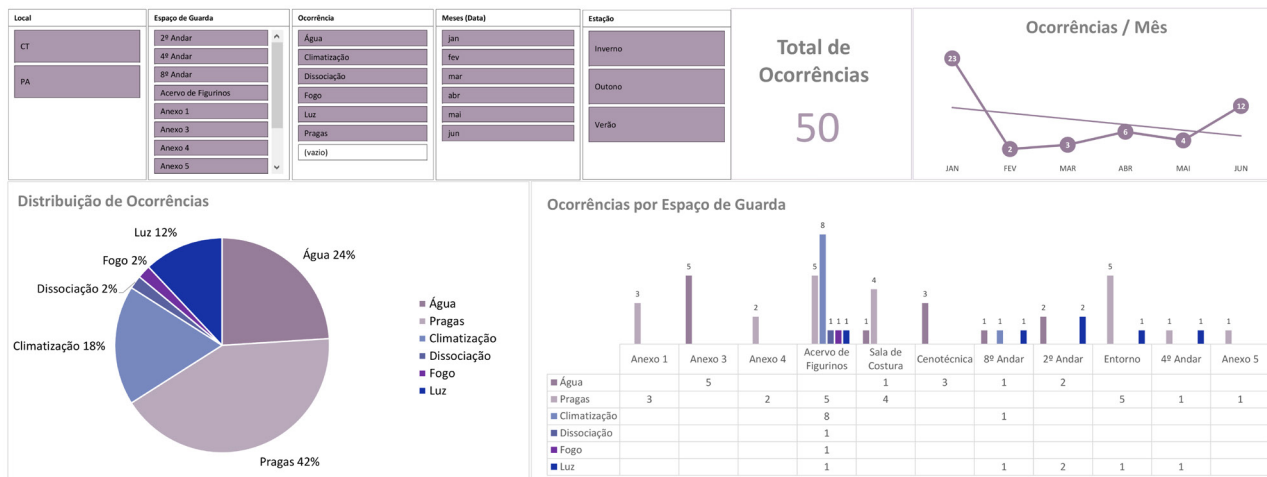 Local
CT
PA
Espaço de Guarda
2º Andar
4º Andar
8º Andar
Acervo de Figurinos
Anexo 1
Anexo 3
Anexo 4
Anexo 5
Ocorrência
Água
Climatização
Dissociação
Fogo
Luz
Pragas
(vazio)
Meses (Data)
jan
fev
mar
abr
mai
jun
Estação
Inverno
Outono
Verão
Total de
Ocorrências
50
Ocorrências / Mês
23
2
3
6
4
12
JAN FEV MAR ABR MAI JUN
Distribuição de Ocorrências
Luz 12%
Água 24%
Fogo 2%
Dissociação 2%
Climatização 18%
Pragas 42%
Água
Pragas
Climatização
Dissociação
Fogo
Luz
Ocorrências por Espaço de Guarda
3 5 2 5 8 1 1 1 1 4 3 1 1 1 2 2 5 1 1 1 1
Anexo 1 Anexo 3 Anexo 4 Acervo de Figurinos Sala de Costura Cenotécnica 8º Andar 2º Andar Entorno 4º Andar Anexo 5
Água 5 1 3 1 2
Pragas 3 2 5 4 5 1 1
Climatização 8 1
Dissociação 1
Fogo 1
Luz 1 1 2 1 1